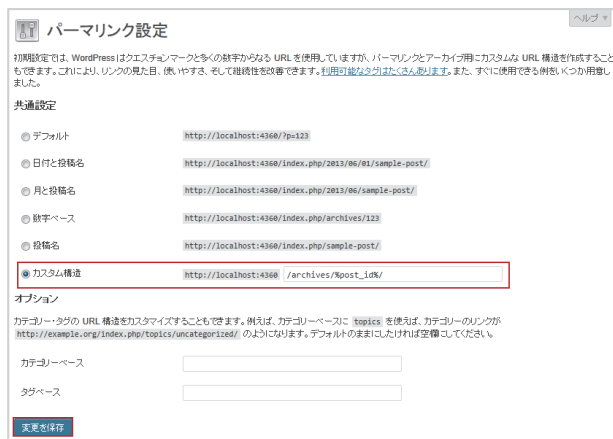 ヘルプ ▼
パーマリンク設定
初期設定では、WordPress はクエスチョンマークと多くの数字からなる URL を使用していますが、パーマリンクとアーカイブ用にカスタムな URL 構造を作成すること
もできます。これにより、リンクの見た目、使いやすさ、そして継続性を改善できます。利用可能なタグはたくさんあります。また、すぐに使用できる例をいくつか用意し
ました。
共通設定
デフォルト http://localhost:4360/?p=123
日付と投稿名 http://localhost:4360/index.php/2013/06/01/sample-post/
月と投稿名 http://localhost:4360/index.php/2013/06/sample-post/
数字ベース http://localhost:4360/index.php/archives/123
投稿名 http://localhost:4360/index.php/sample-post/
カスタム構造 http://localhost:4360 /archives/%post_id%/
オプション
カテゴリー・タグの URL 構造をカスタマイズすることもできます。例えば、カテゴリーベースに topics を使えば、カテゴリーのリンクが
http://example.org/index.php/topics/uncategorized/ のようになります。デフォルトのままにしたければ空欄にしてください。
カテゴリーベース
タグベース
変更を保存